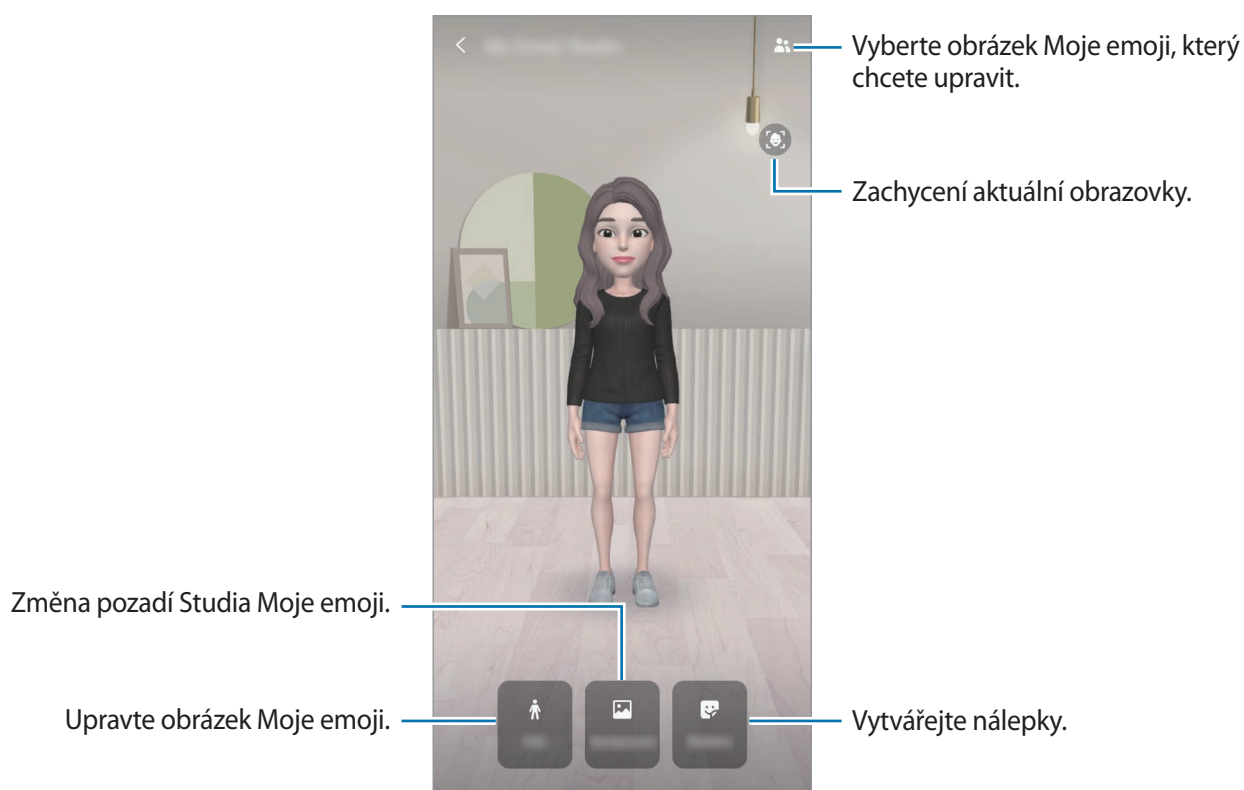 Vyberte obrázek Moje emoji, který
chcete upravit.
Zachycení aktuální obrazovky.
Změna pozadí Studia Moje emoji.
Upravte obrázek Moje emoji.
Vytvářejte nálepky.